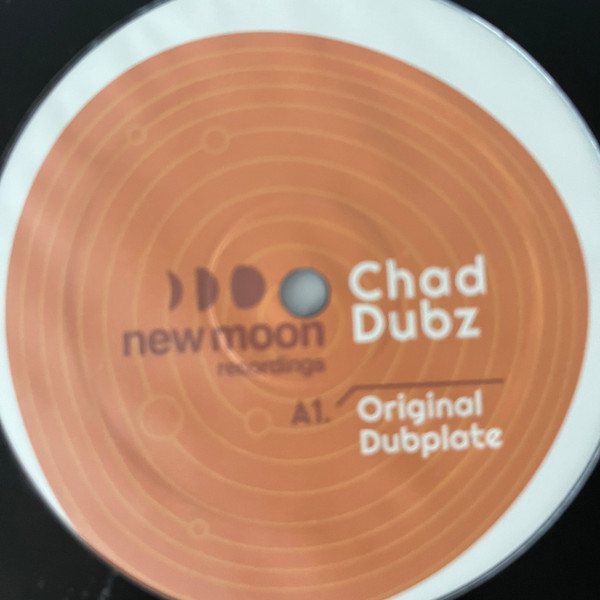 new moon
recordings
Chad
Dubz
A1.
Original
Dubplate